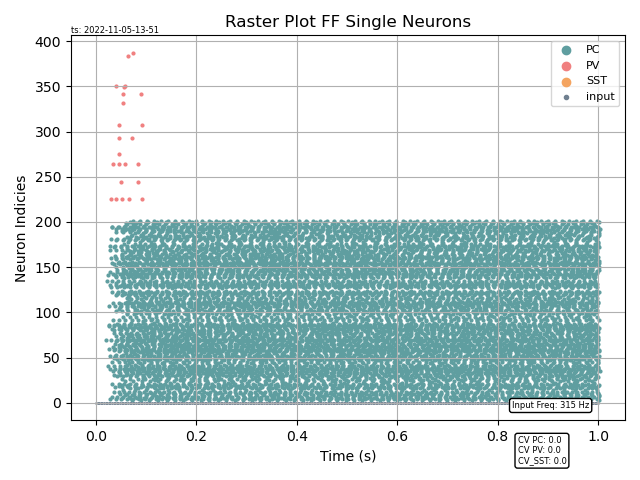 Raster Plot FF Single Neurons
ts: 2022-11-05-13-51
400
350
300
250
200
150
100
50
0
Neuron Indicies
PC
PV
SST
input
Input Freq: 315 Hz
0.0 0.2 0.4 0.6 0.8 1.0
Time (s)
CV PC: 0.0
CV PV: 0.0
CV_SST: 0.0